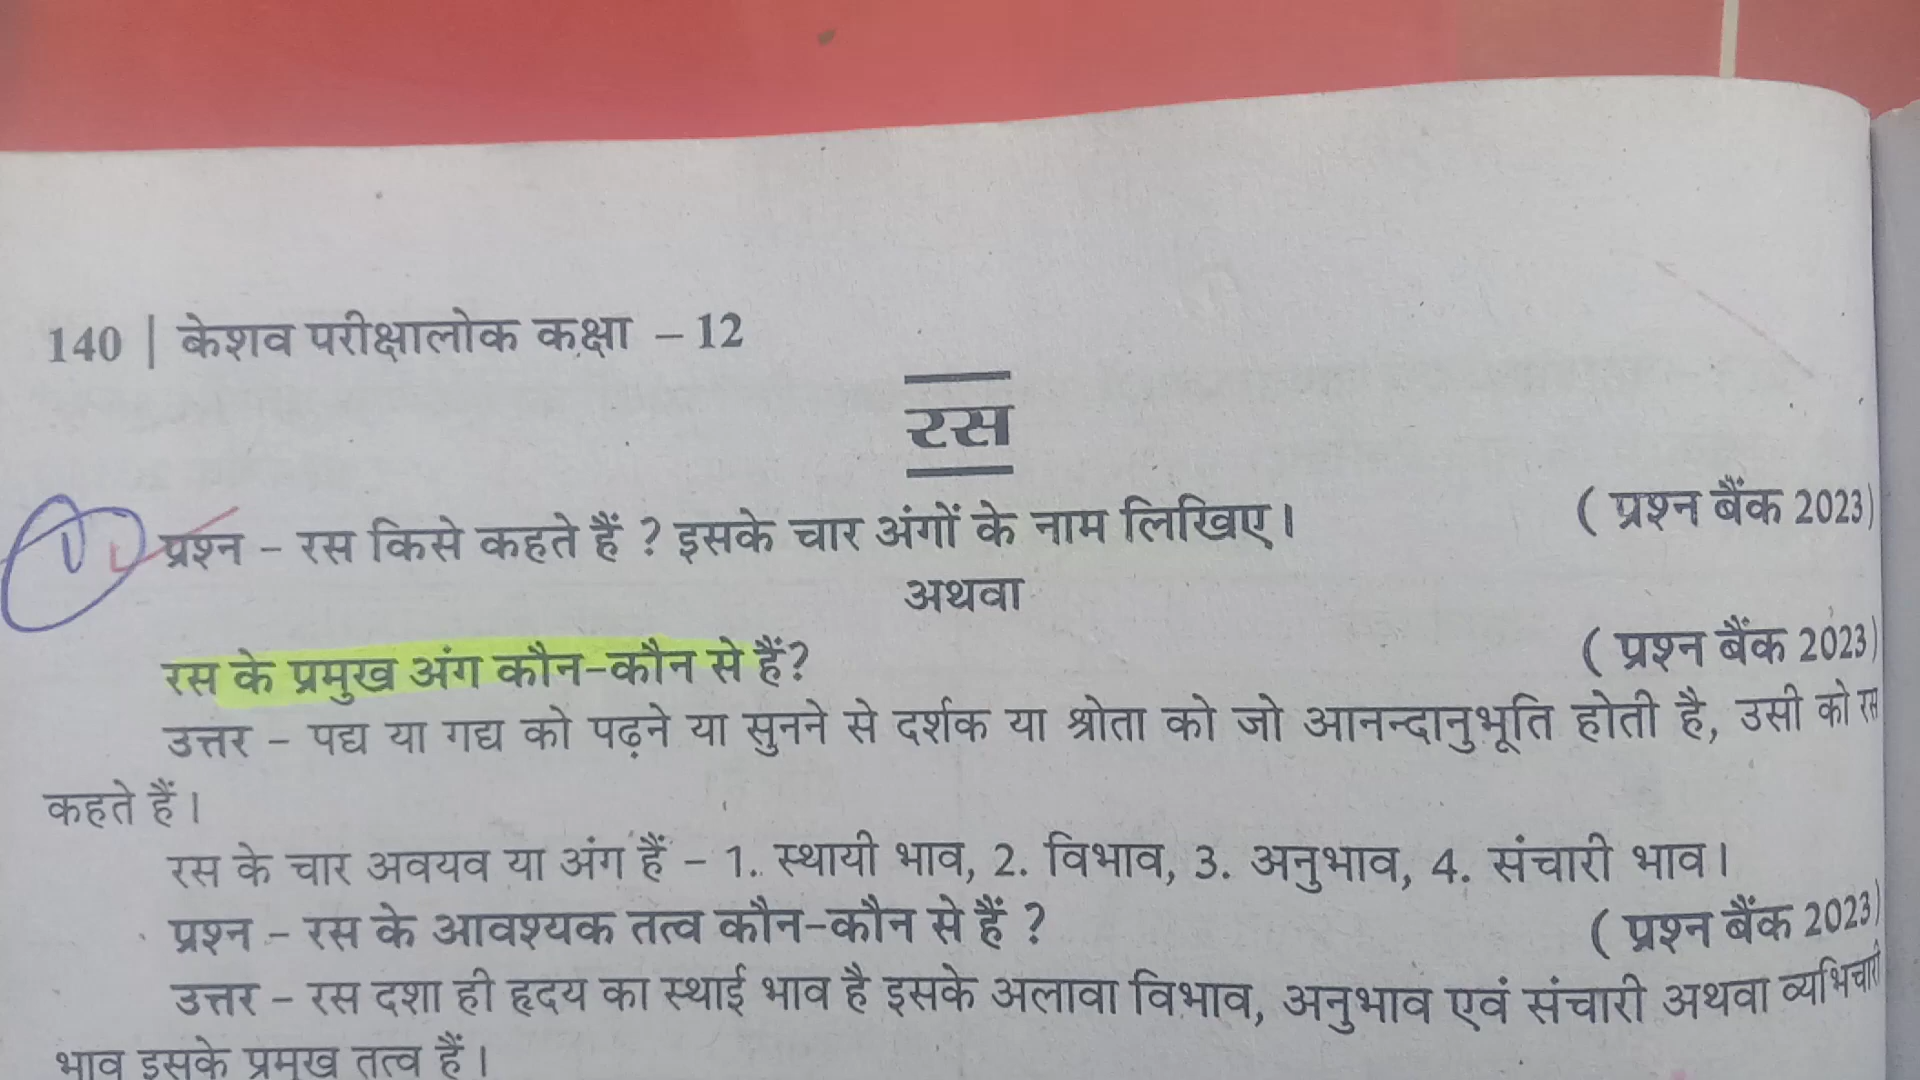 140 | केशव परीक्षालोक कक्षा – 12
रस
प्रश्न – रस किसे कहते हैं ? इसके चार अंगों के नाम लिखिए। ( प्रश्न बैंक 2023)
अथवा
रस के प्रमुख अंग कौन-कौन से हैं? ( प्रश्न बैंक 2023)
उत्तर – पद्य या गद्य को पढ़ने या सुनने से दर्शक या श्रोता को जो आनन्दानुभूति होती है, उसी को रस
कहते हैं।
रस के चार अवयव या अंग हैं – 1. स्थायी भाव, 2. विभाव, 3. अनुभाव, 4. संचारी भाव।
प्रश्न – रस के आवश्यक तत्व कौन-कौन से हैं ? ( प्रश्न बैंक 2023)
उत्तर – रस दशा ही हृदय का स्थाई भाव है इसके अलावा विभाव, अनुभाव एवं संचारी अथवा व्यभिचारी
भाव इसके प्रमुख तत्व हैं।